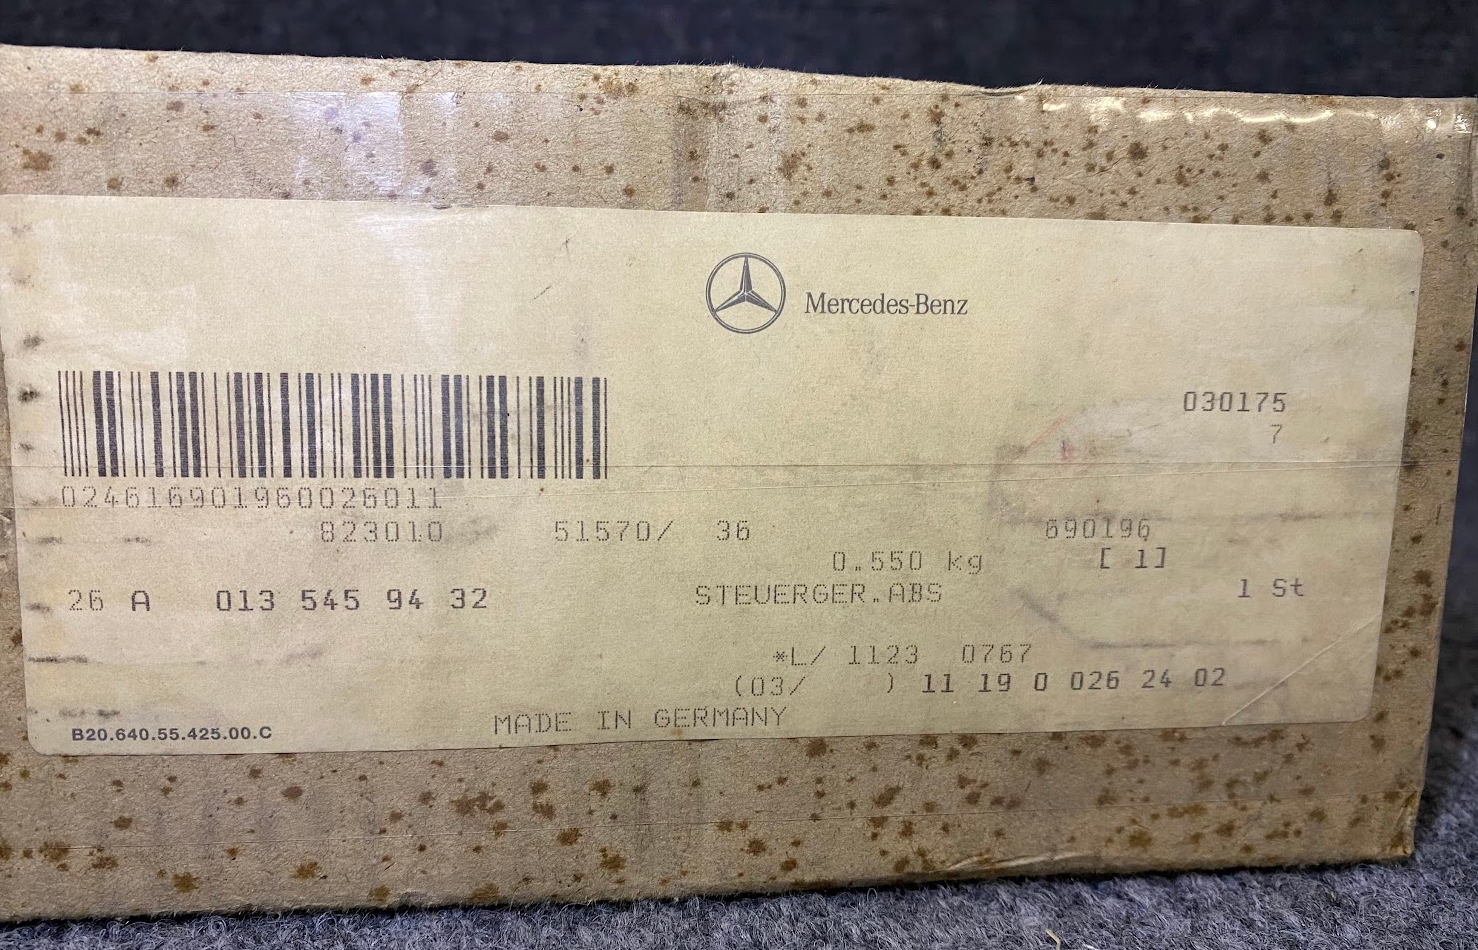 Mercedes-Benz
030175
7
024616901960026011
823010 51570/ 36 690196
0.550 kg [ 1]
26 A 013 545 94 32 STEUERGER.ABS 1 St
*L/ 1123 0767
(03/ ) 11 19 0 026 24 02
MADE IN GERMANY
B20.640.55.425.00.C